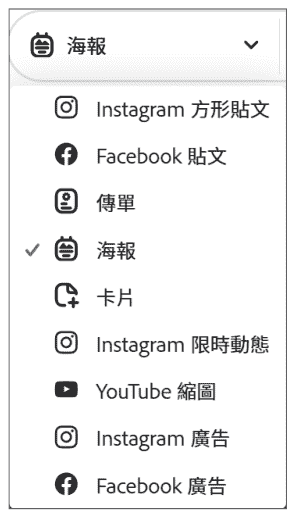 海報
Instagram 方形貼文
Facebook 貼文
傳單
海報
卡片
Instagram 限時動態
YouTube 縮圖
Instagram 廣告
Facebook 廣告